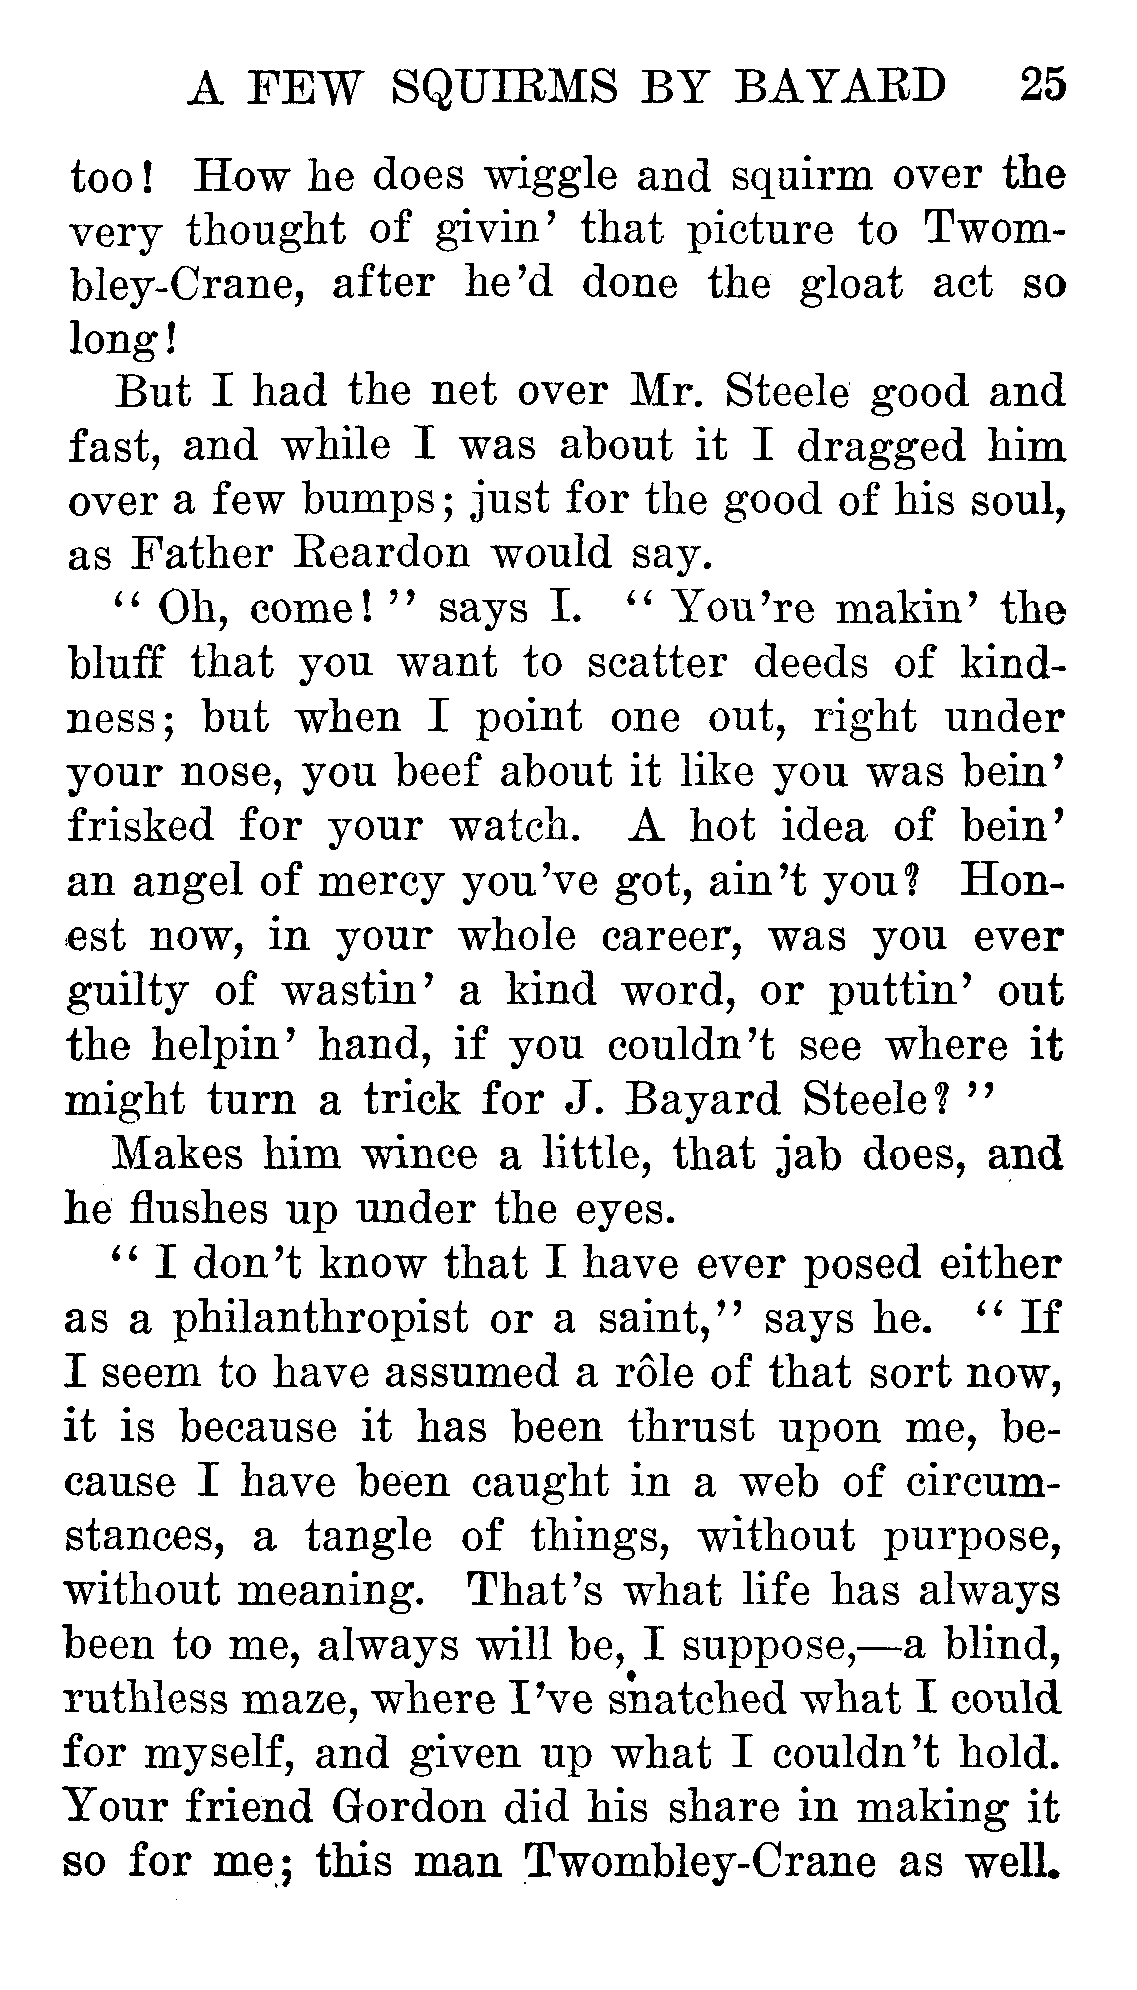 A FEW SQUIRMS BY BAYARD 25
too! How he does wiggle and squirm over the
very thought of givin' that picture to Twom-
bley-Crane, after he'd done the gloat act so
long!
But I had the net over Mr. Steele good and
fast, and while I was about it I dragged him
over a few bumps; just for the good of his soul,
as Father Reardon would say.
“ Oh, come! ” says I. “ You're makin' the
bluff that you want to scatter deeds of kind-
ness; but when I point one out, right under
your nose, you beef about it like you was bein'
frisked for your watch. A hot idea of bein'
an angel of mercy you've got, ain't you? Hon-
est now, in your whole career, was you ever
guilty of wastin' a kind word, or puttin' out
the helpin' hand, if you couldn't see where it
might turn a trick for J. Bayard Steele? ”
Makes him wince a little, that jab does, and
he flushes up under the eyes.
“ I don't know that I have ever posed either
as a philanthropist or a saint,” says he. “ If
I seem to have assumed a rôle of that sort now,
it is because it has been thrust upon me, be-
cause I have been caught in a web of circum-
stances, a tangle of things, without purpose,
without meaning. That's what life has always
been to me, always will be, I suppose,—a blind,
ruthless maze, where I've snatched what I could
for myself, and given up what I couldn't hold.
Your friend Gordon did his share in making it
so for me; this man Twombley-Crane as well.